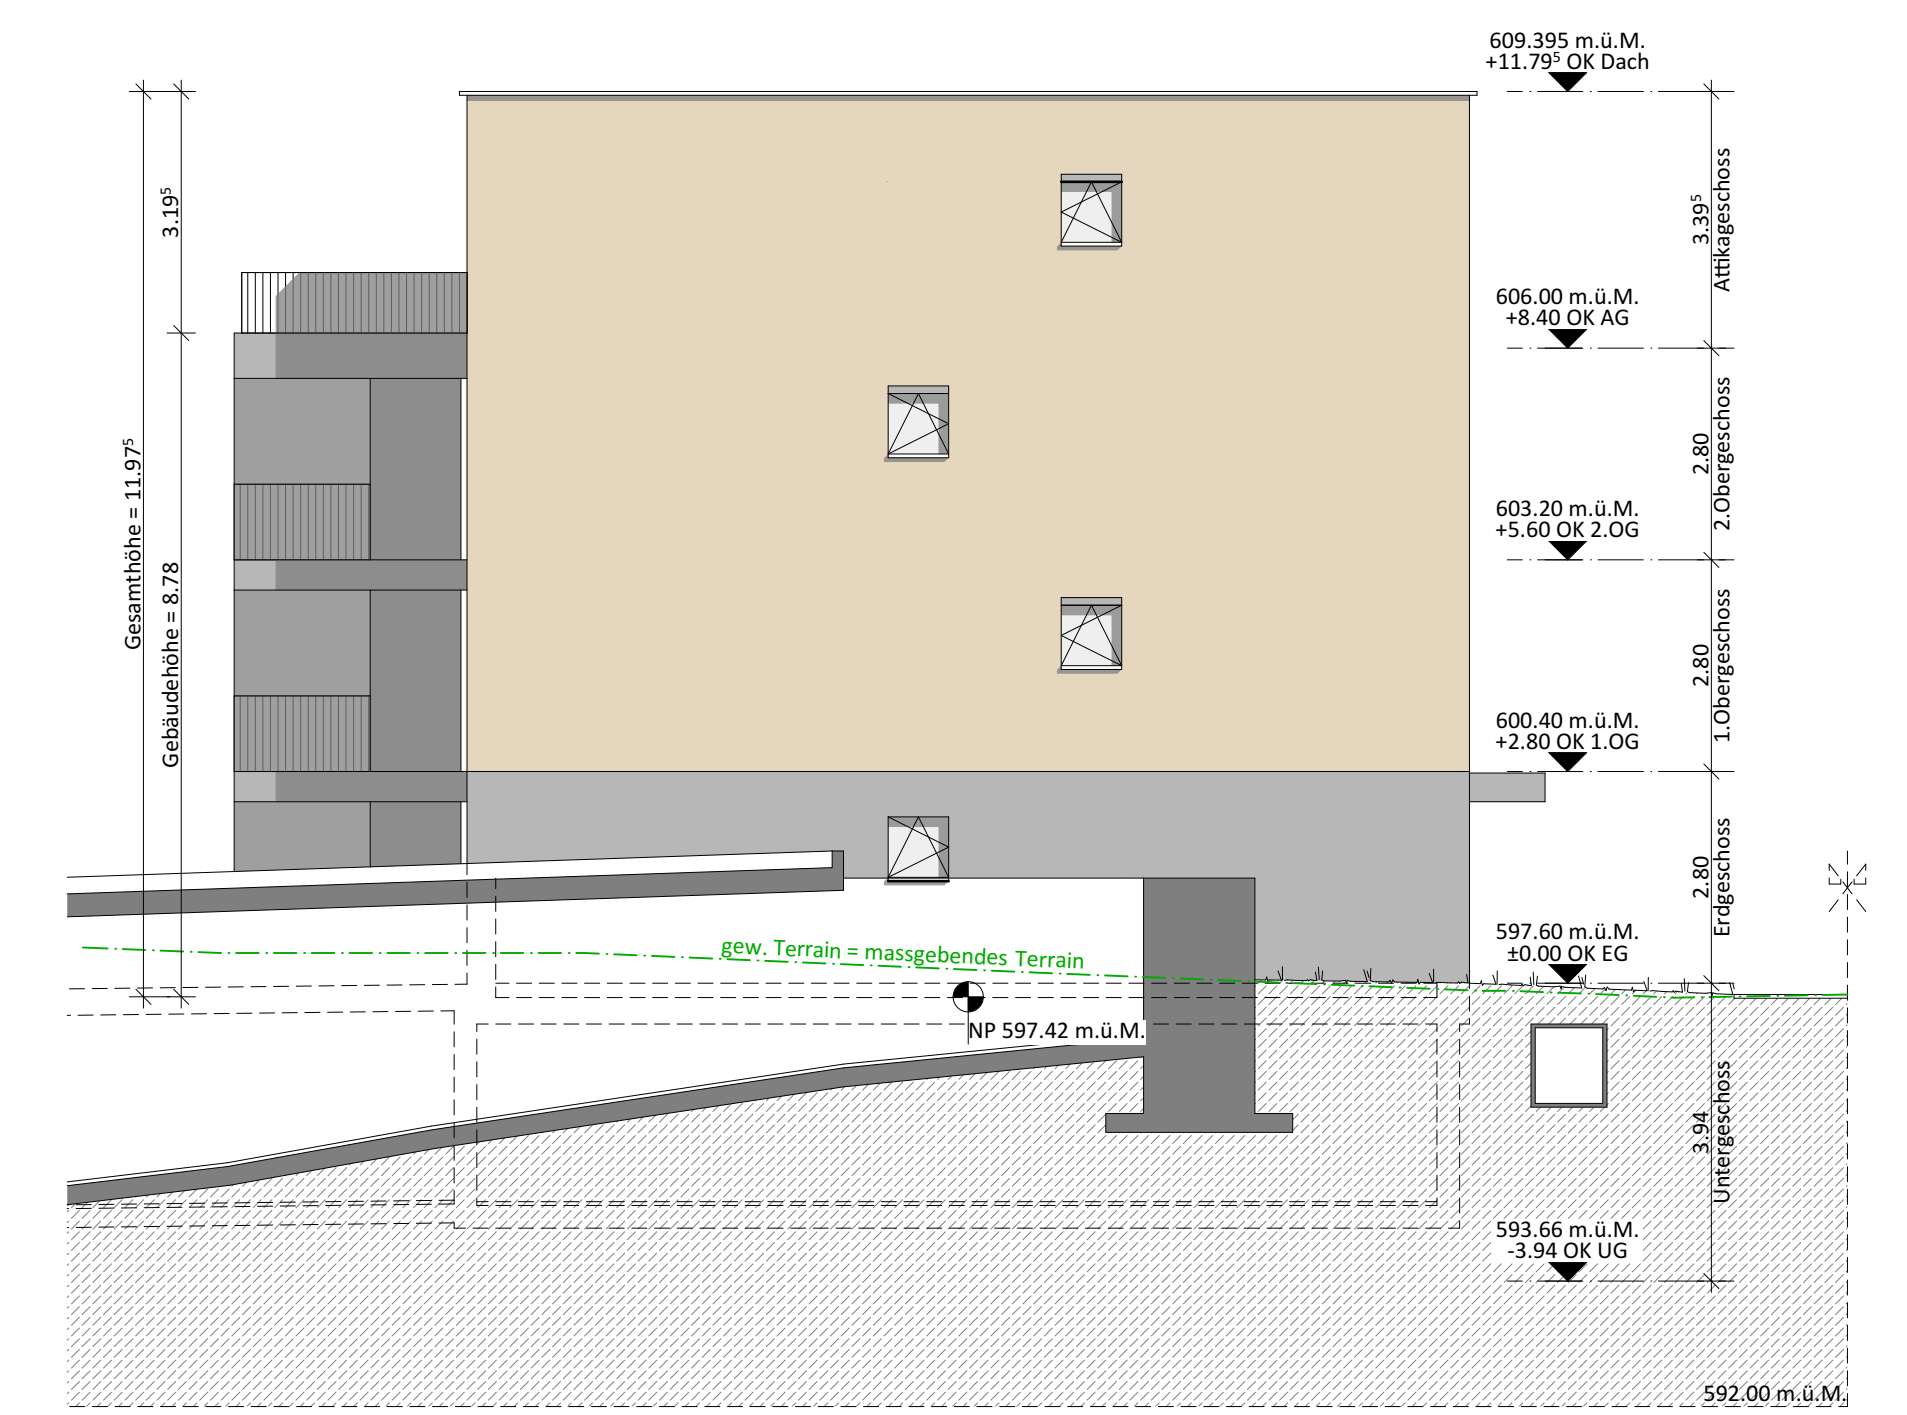 609.395 m.ü.M.
+11.79⁵ OK Dach
3.19⁵
3.39⁵
Attikageschoss
606.00 m.ü.M.
+8.40 OK AG
Gesamthöhe = 11.97⁵
Gebäudehöhe = 8.78
2.80
2.Obergeschoss
603.20 m.ü.M.
+5.60 OK 2.OG
2.80
1.Obergeschoss
600.40 m.ü.M.
+2.80 OK 1.OG
2.80
Erdgeschoss
597.60 m.ü.M.
±0.00 OK EG
gew. Terrain = massgebendes Terrain
NP 597.42 m.ü.M.
3.94
Untergeschoss
593.66 m.ü.M.
-3.94 OK UG
592.00 m.ü.M.